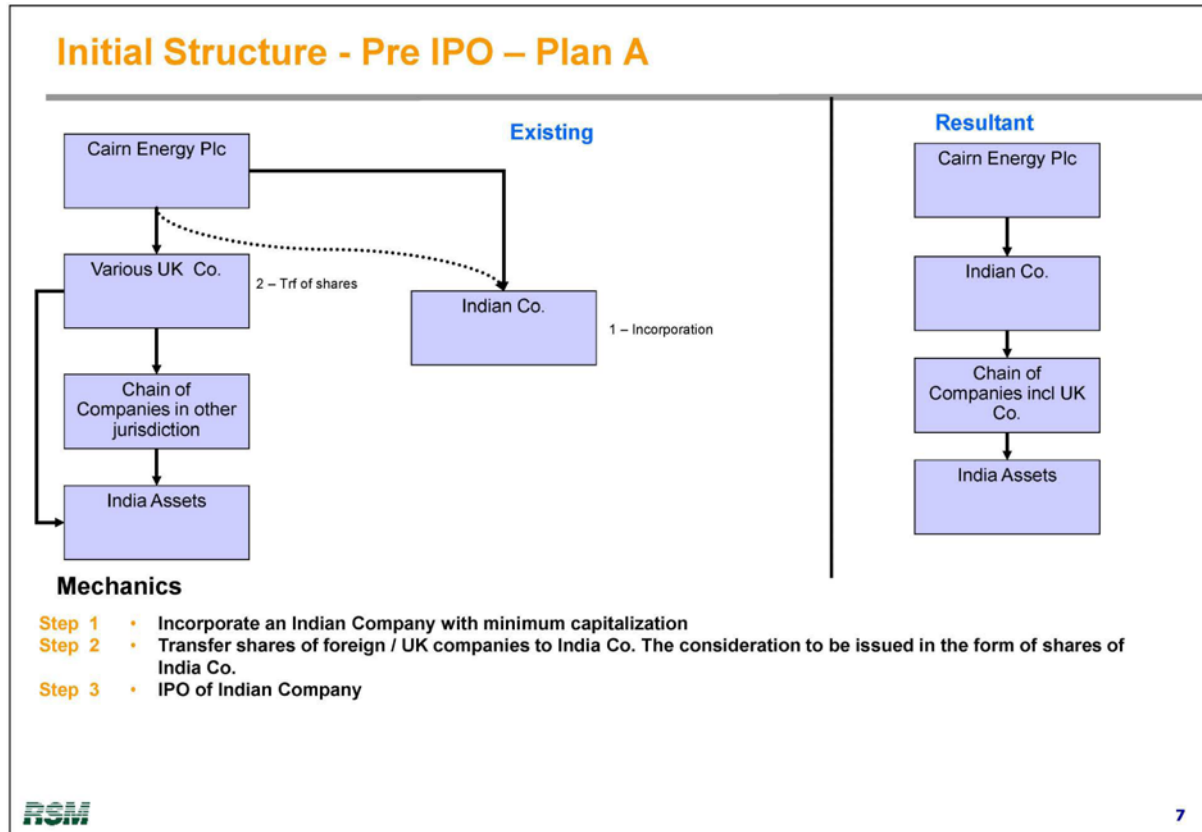 Initial Structure - Pre IPO – Plan A
Existing
Cairn Energy Plc
Various UK Co.
2 – Trf of shares
Indian Co.
1 – Incorporation
Chain of
Companies in other
jurisdiction
India Assets
Resultant
Cairn Energy Plc
Indian Co.
Chain of
Companies incl UK
Co.
India Assets
Mechanics
Step 1 • Incorporate an Indian Company with minimum capitalization
Step 2 • Transfer shares of foreign / UK companies to India Co. The consideration to be issued in the form of shares of
India Co.
Step 3 • IPO of Indian Company
RSM
7